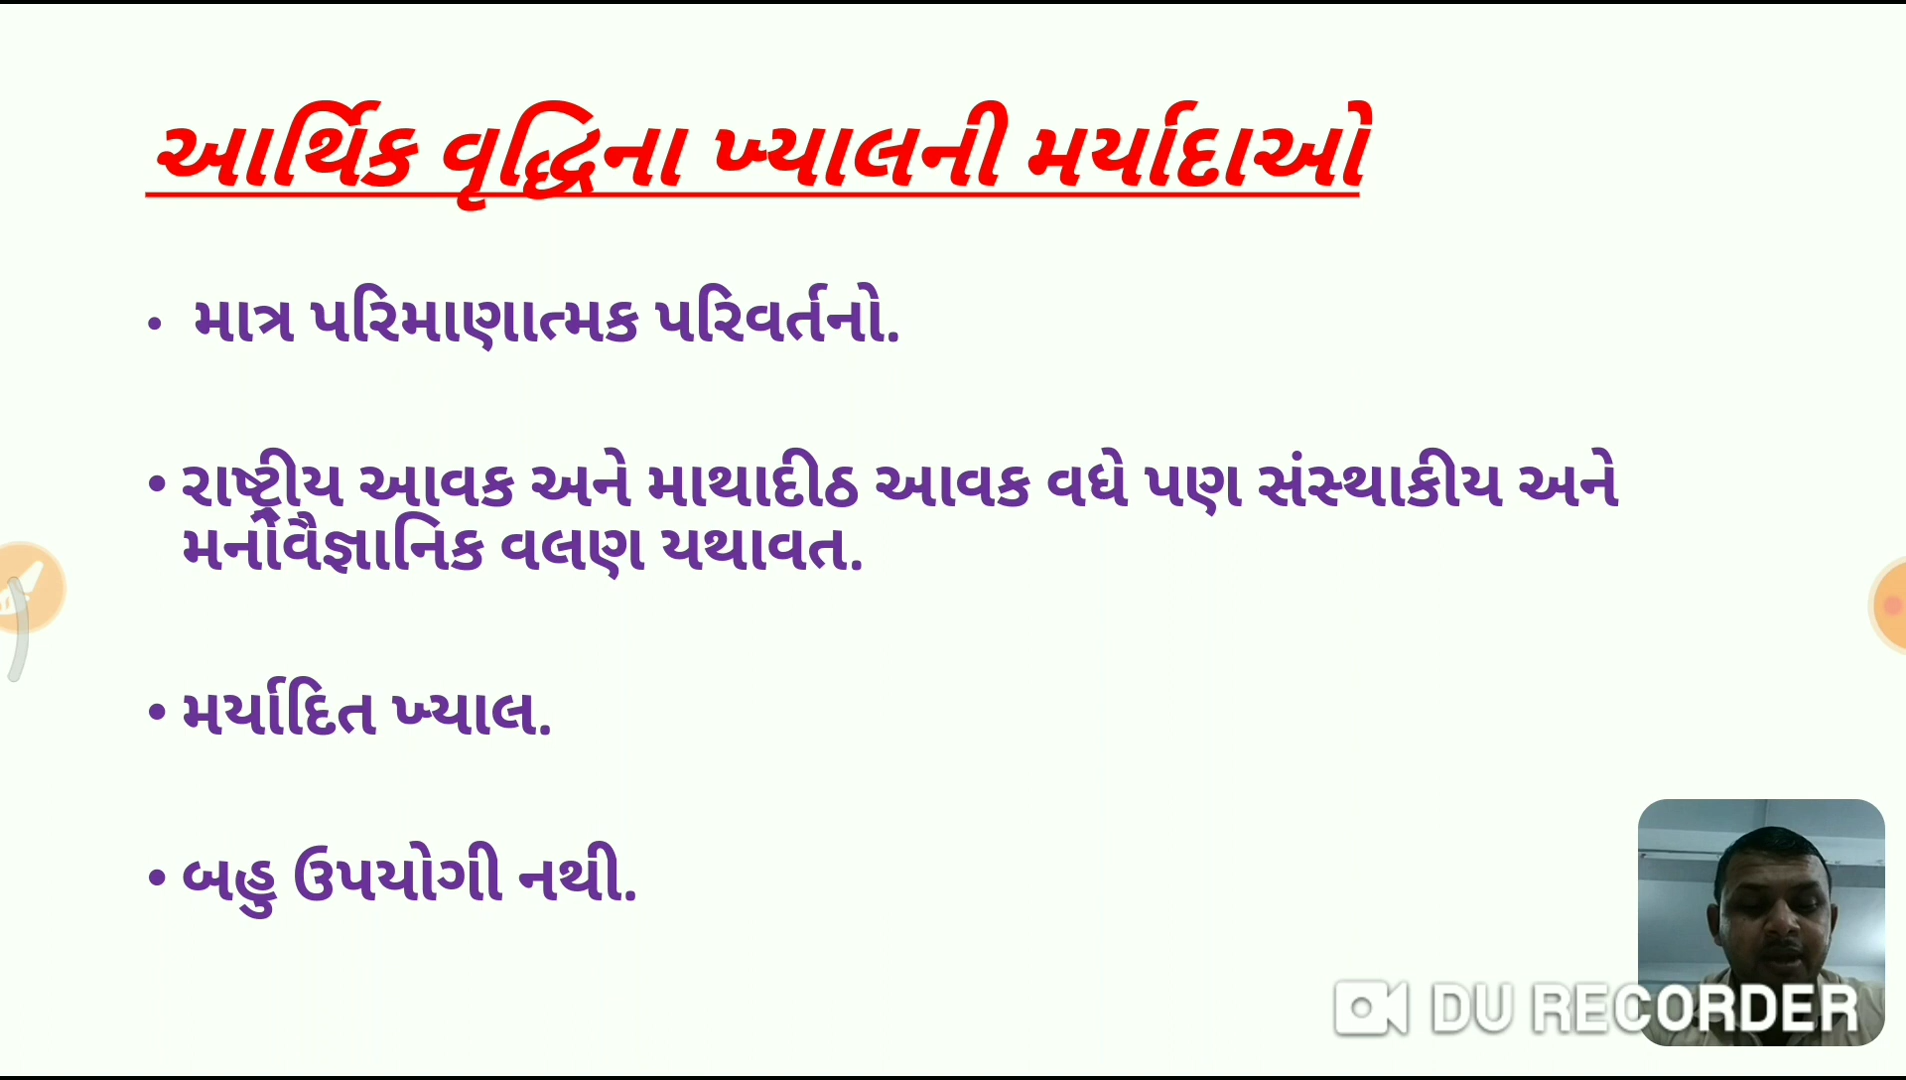 આર્થિક વૃદ્ધિના ખ્યાલની મર્યાદાઓ
• માત્ર પરિમાણાત્મક પરિવર્તનો.
• રાષ્ટ્રીય આવક અને માથાદીઠ આવક વધે પણ સંસ્થાકીય અને
મનોવૈજ્ઞાનિક વલણ યથાવત.
• મર્યાદિત ખ્યાલ.
• બહુ ઉપયોગી નથી.
DU RECORDER